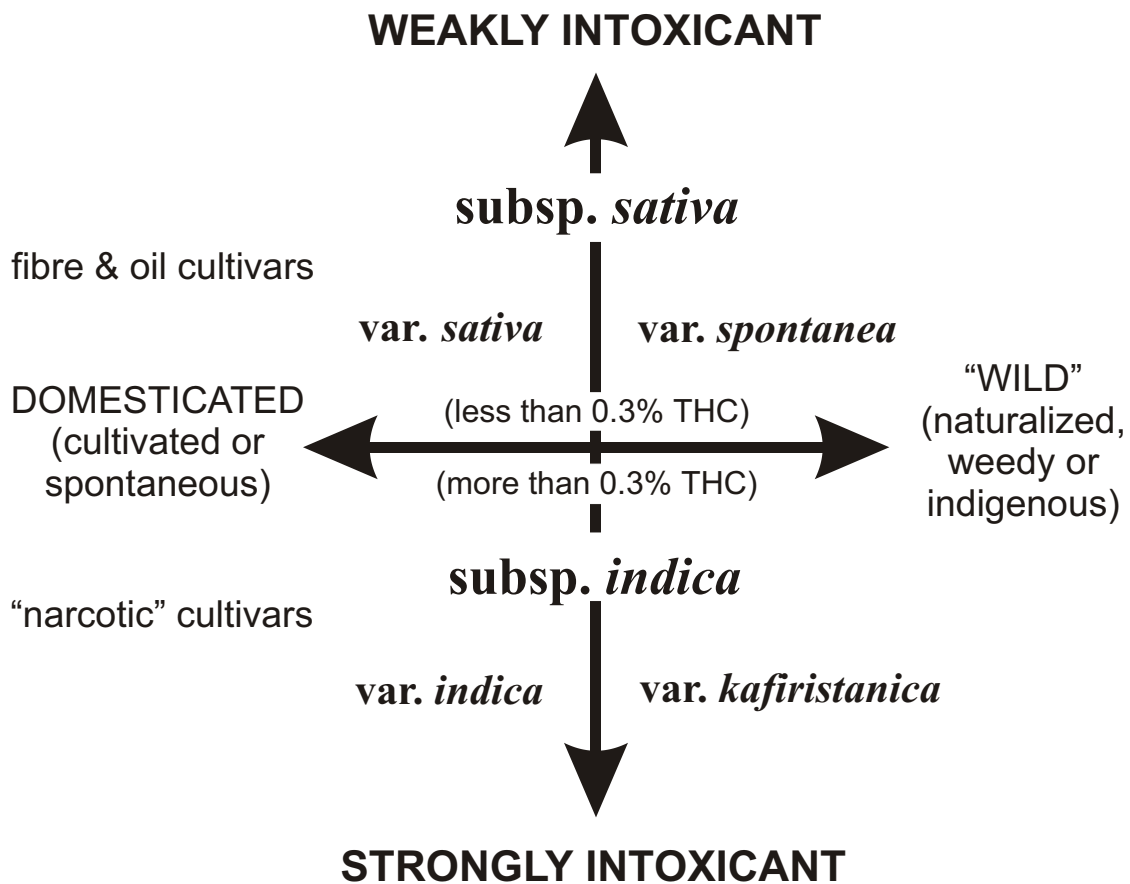 WEAKLY INTOXICANT
subsp. sativa
fibre & oil cultivars
var. sativa
var. spontanea
DOMESTICATED
(cultivated or
spontaneous)
(less than 0.3% THC)
(more than 0.3% THC)
“WILD”
(naturalized,
weedy or
indigenous)
subsp. indica
“narcotic” cultivars
var. indica
var. kafiristanica
STRONGLY INTOXICANT